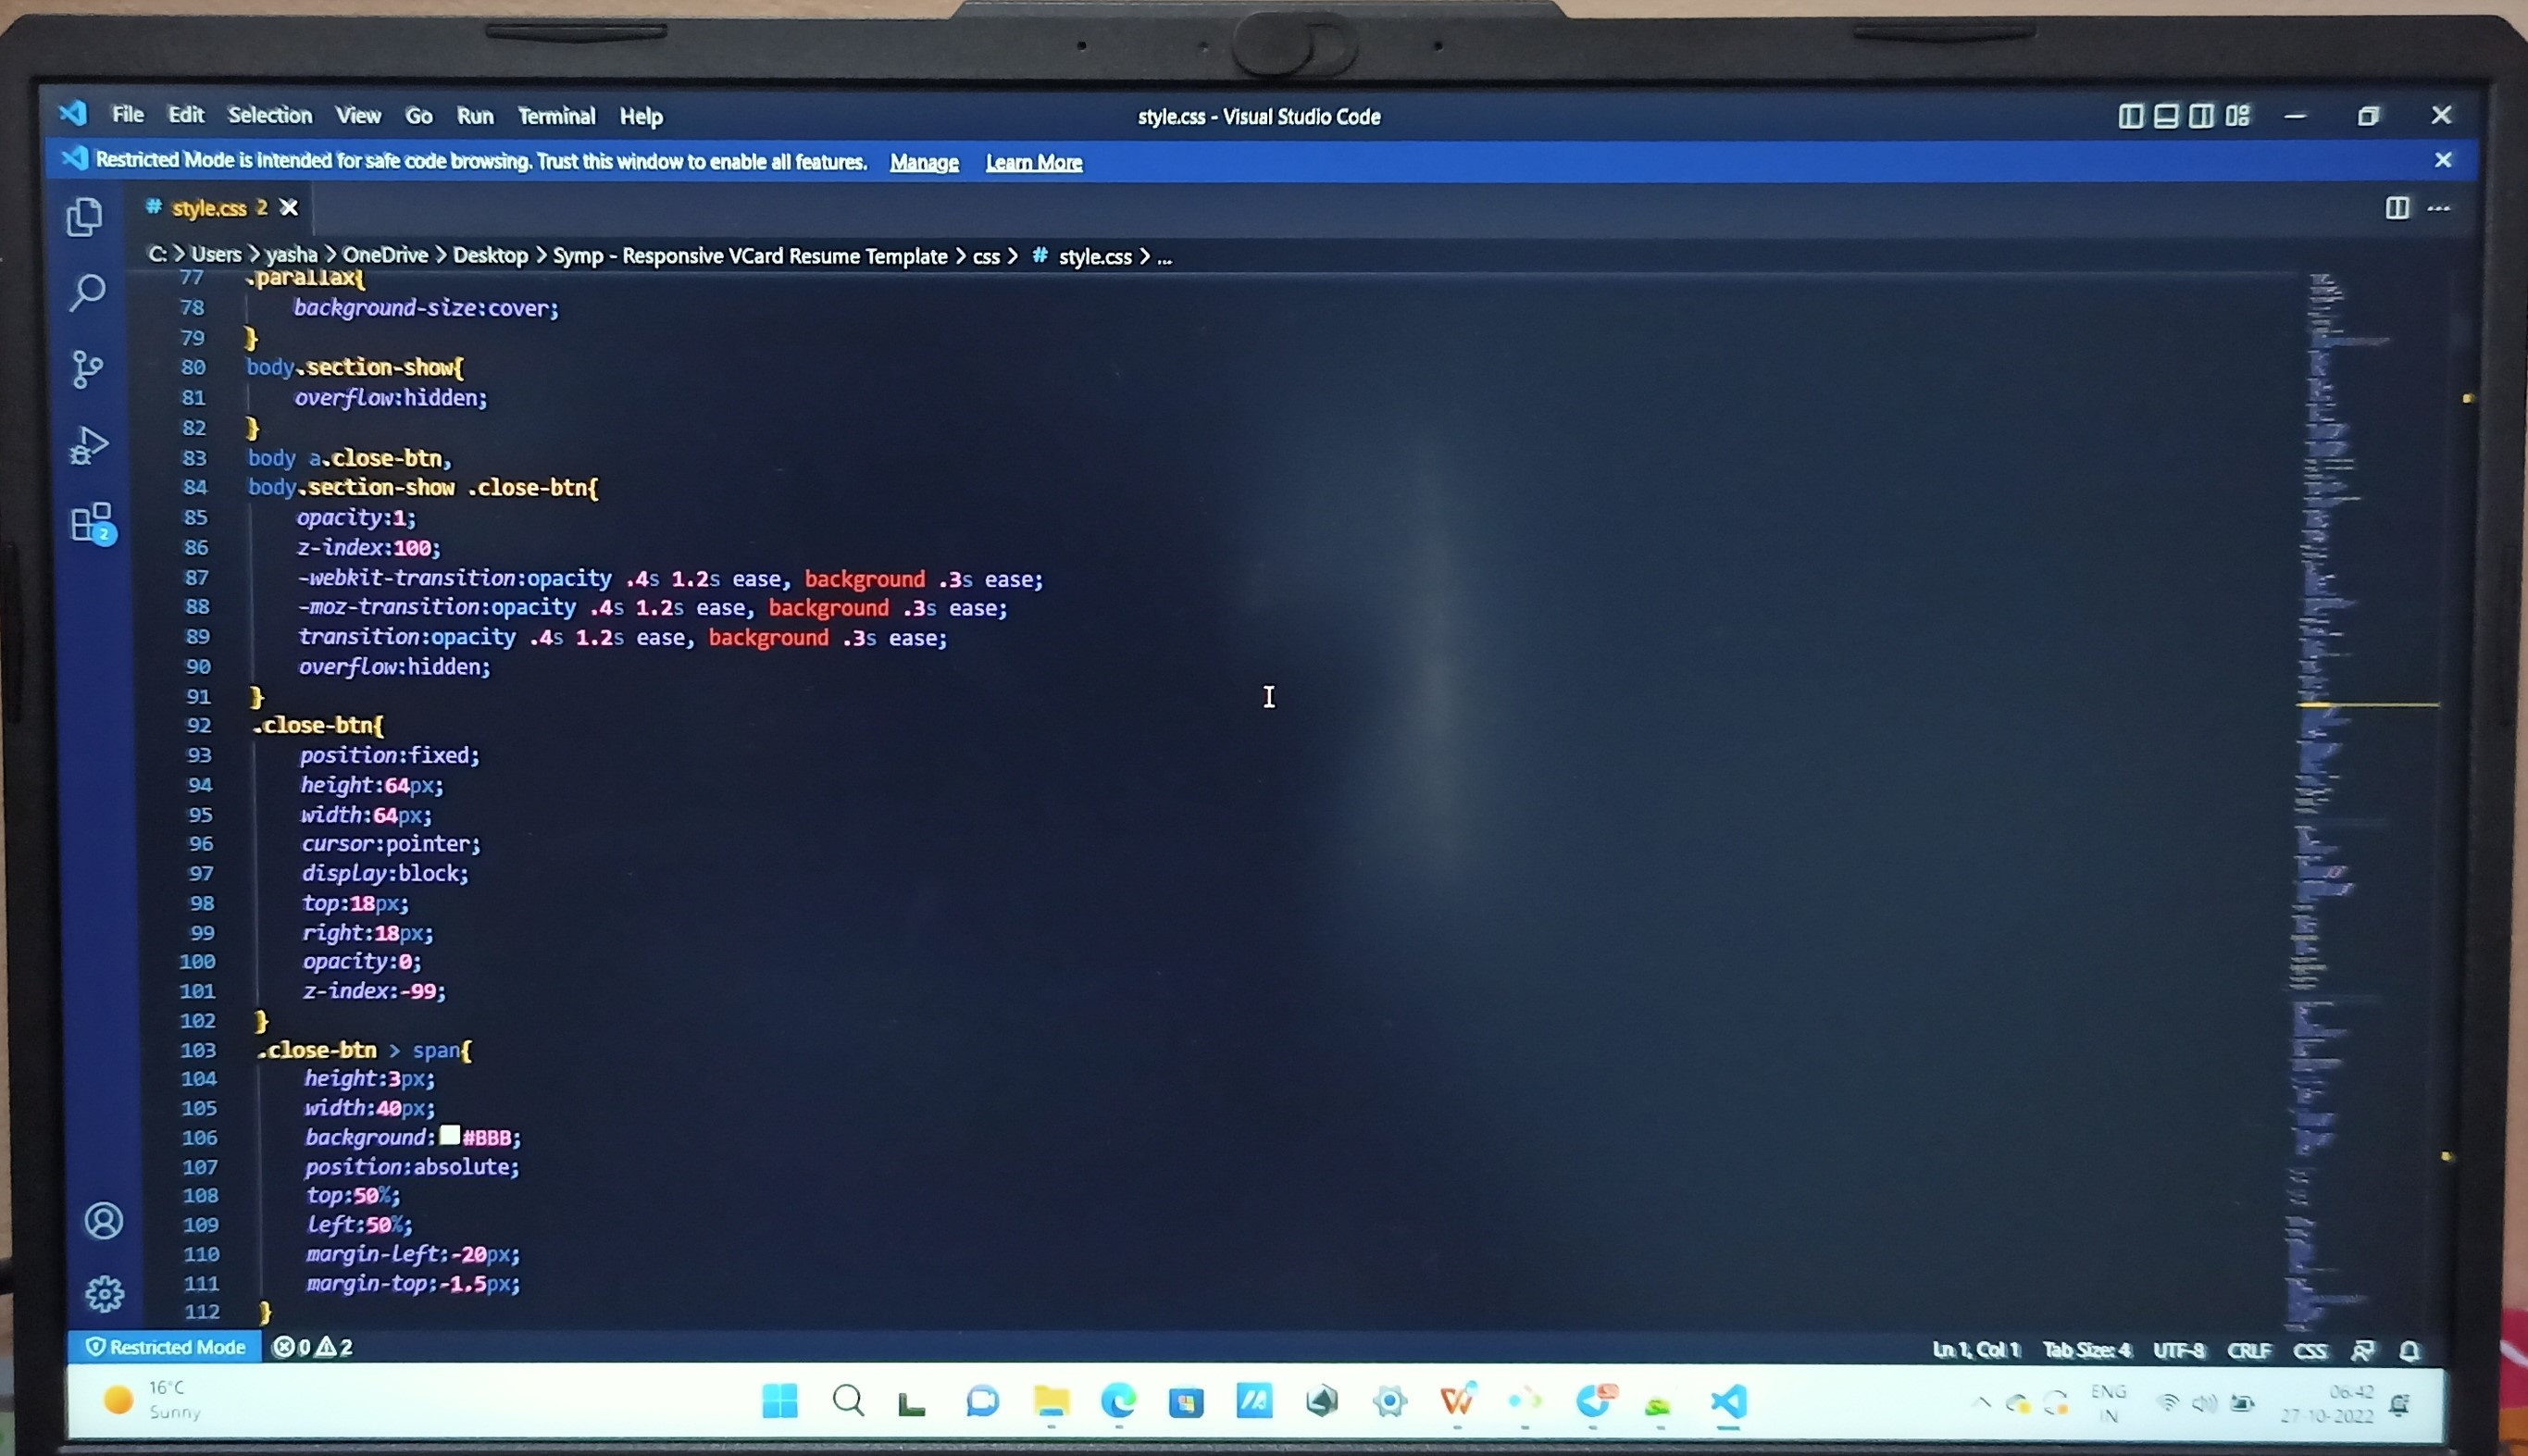 File Edit Selection View Go Run Terminal Help
style.css - Visual Studio Code
Restricted Mode is intended for safe code browsing. Trust this window to enable all features. Manage Learn More
# style.css 2
C: > Users > yasha > OneDrive > Desktop > Symp - Responsive VCard Resume Template > css > # style.css > ...
77 .parallax{
78 background-size:cover;
79 }
80 body.section-show{
81 overflow:hidden;
82 }
83 body a.close-btn,
84 body.section-show .close-btn{
85 opacity:1;
86 z-index:100;
87 -webkit-transition:opacity .4s 1.2s ease, background .3s ease;
88 -moz-transition:opacity .4s 1.2s ease, background .3s ease;
89 transition:opacity .4s 1.2s ease, background .3s ease;
90 overflow:hidden;
91 }
92 .close-btn{
93 position:fixed;
94 height:64px;
95 width:64px;
96 cursor:pointer;
97 display:block;
98 top:18px;
99 right:18px;
100 opacity:0;
101 z-index:-99;
102 }
103 .close-btn > span{
104 height:3px;
105 width:40px;
106 background:#BBB;
107 position:absolute;
108 top:50%;
109 left:50%;
110 margin-left:-20px;
111 margin-top:-1.5px;
112 }
2
Restricted Mode 0 2
Ln 1, Col 1 Tab Size: 4 UTF-8 CRLF CSS
16°C
Sunny
ENG
IN
06:42
27-10-2022